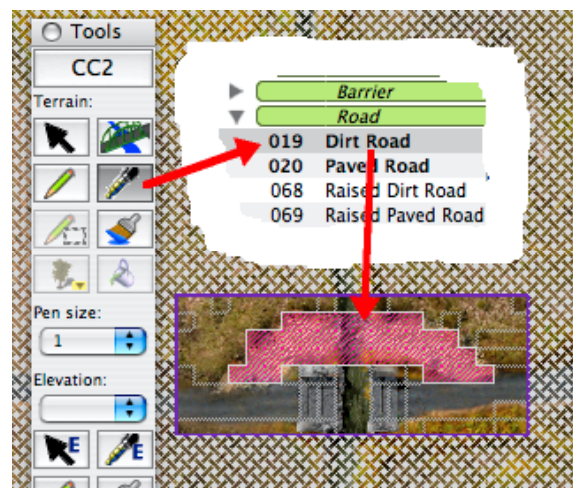 Tools
CC2
Terrain:
Barrier
Road
019 Dirt Road
020 Paved Road
068 Raised Dirt Road
069 Raised Paved Road
Pen size:
1
Elevation:
E
E